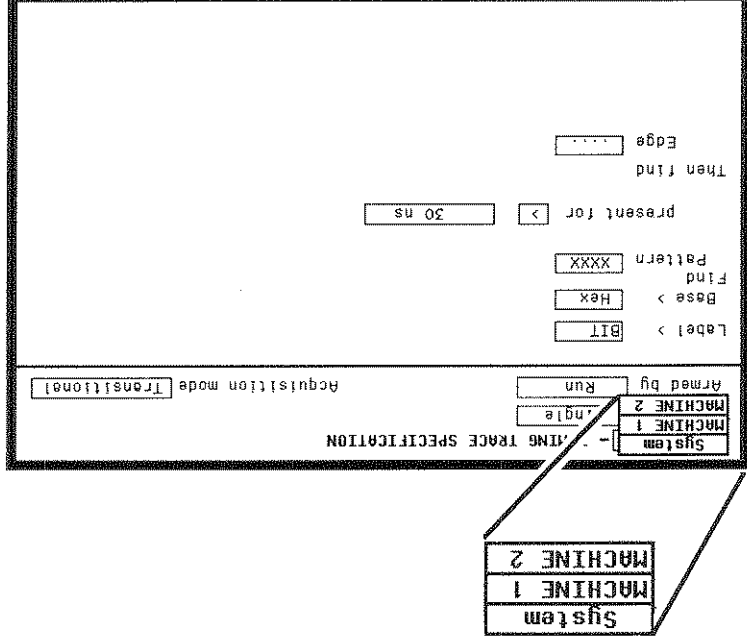 System
MACHINE 1
MACHINE 2
System - TRACE SPECIFICATION
MACHINE 1
MACHINE 2
Armed by Run Acquisition mode Transitional
Label > BIT
Base > Hex
Find
Pattern XXXX
present for > 30 ns
Then find
Edge ....